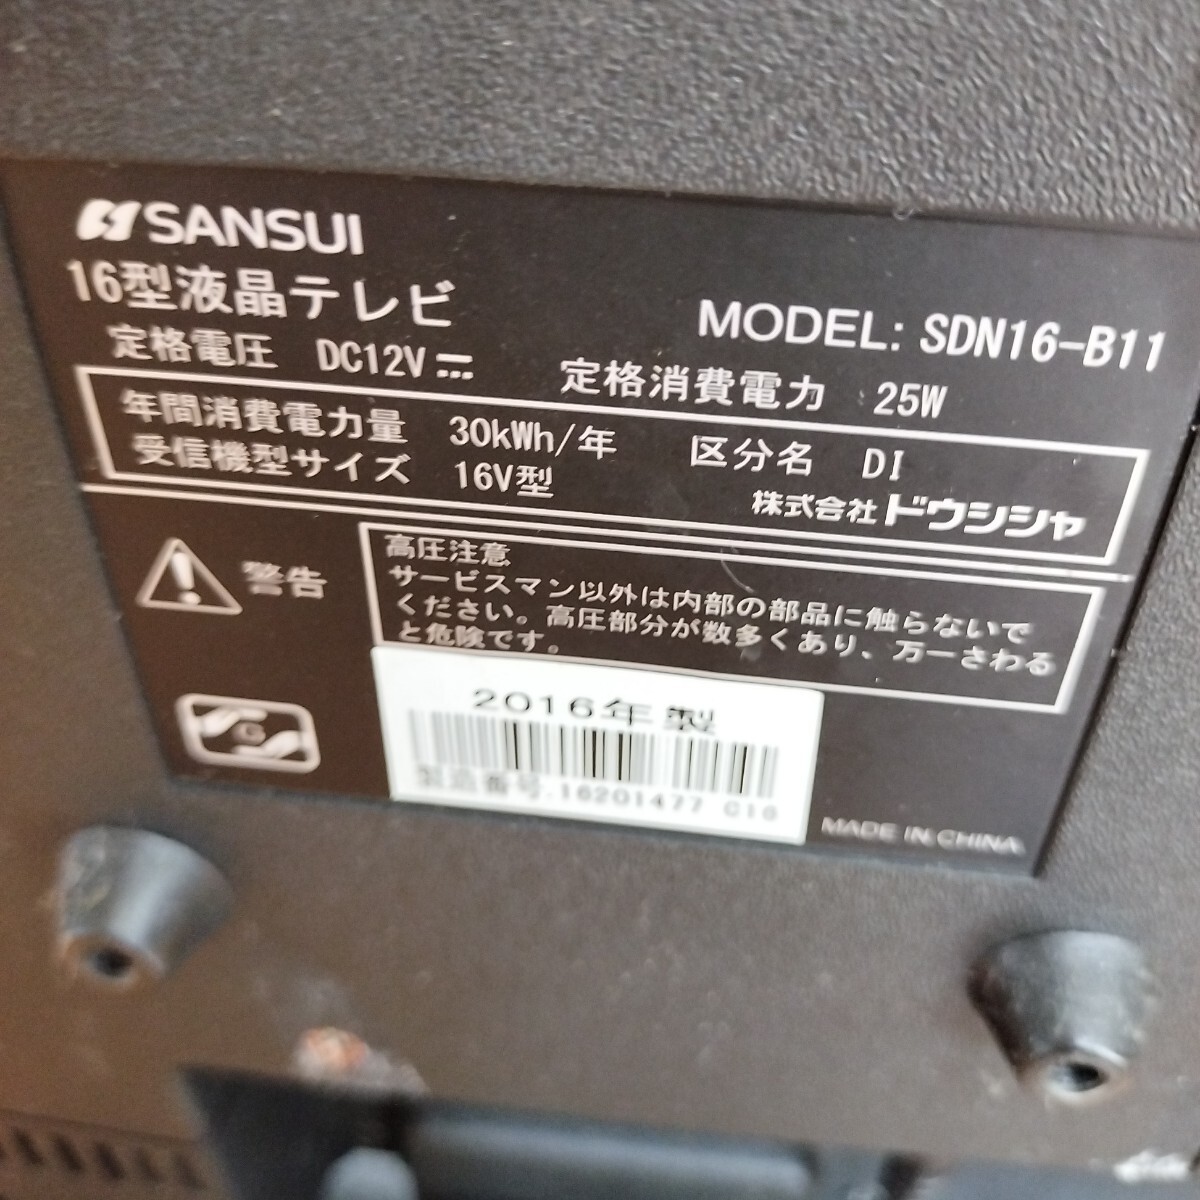 SANSUI
16型液晶テレビ
MODEL: SDN16-B11
定格電圧 DC12V 定格消費電力 25W
年間消費電力量 30kWh/年 区分名 DI
受信機型サイズ 16V型
株式会社ドウシシャ
警告
高圧注意
サービスマン以外は内部の部品に触らないで
ください。高圧部分が数多くあり、万一さわる
と危険です。
G
2016年製
製造番号.16201477 C16
MADE IN CHINA